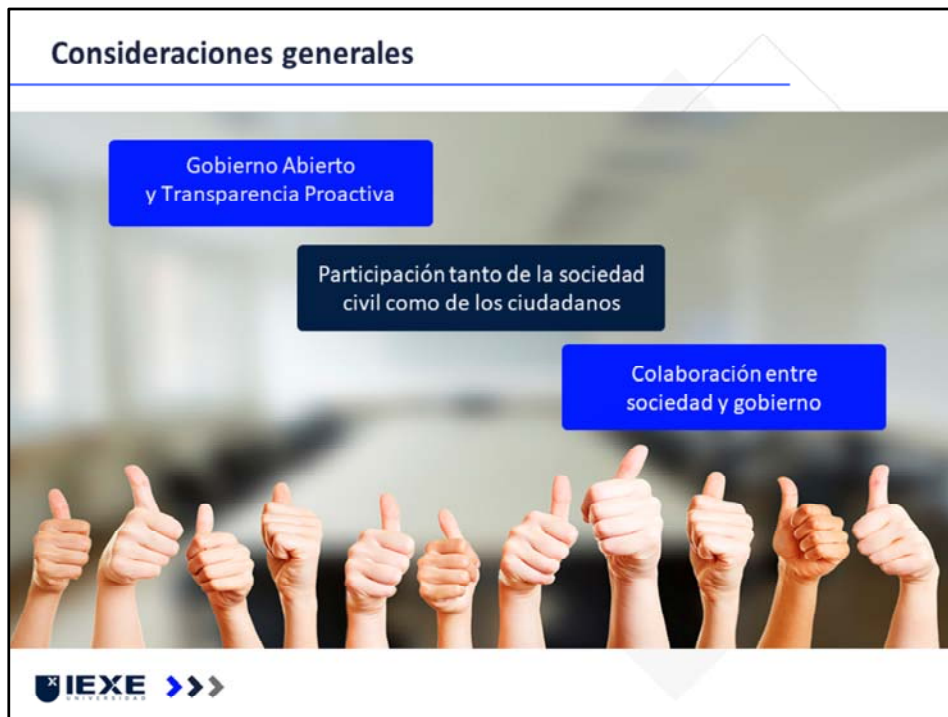 Consideraciones generales
Gobierno Abierto
y Transparencia Proactiva
Participación tanto de la sociedad
civil como de los ciudadanos
Colaboración entre
sociedad y gobierno
IEXE
UNIVERSIDAD